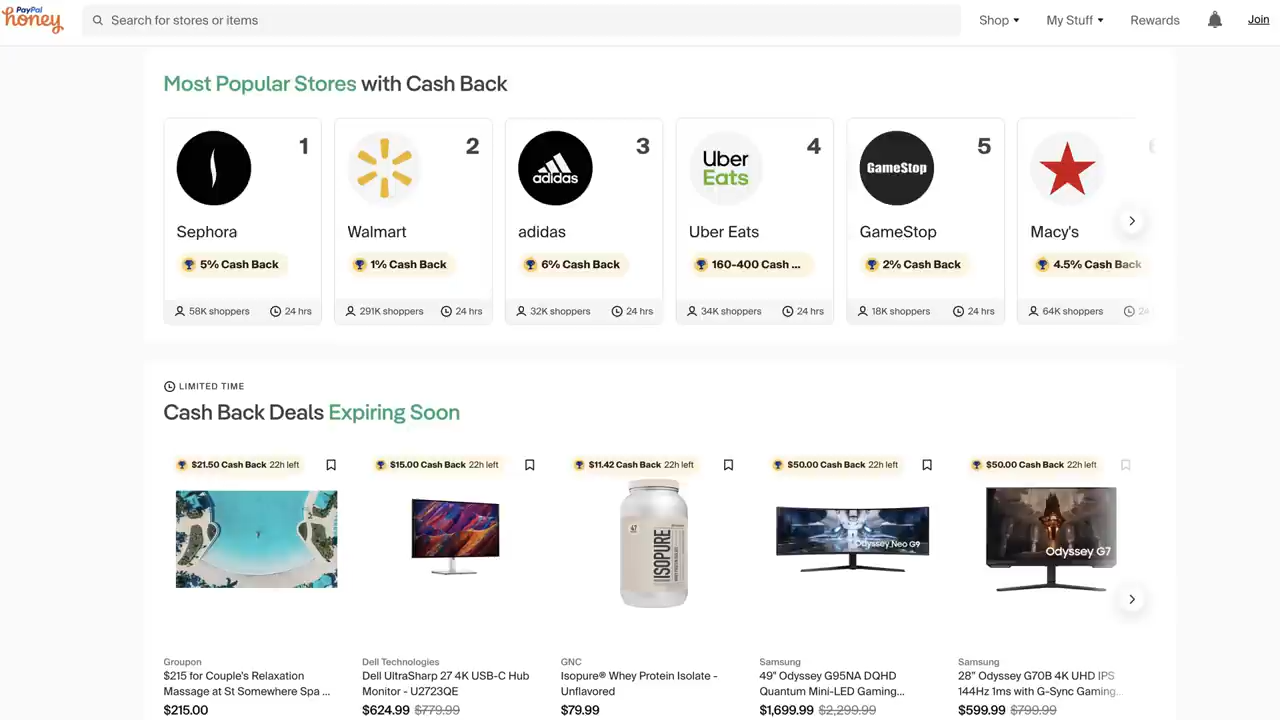 PayPal
honey
Search for stores or items
Shop
My Stuff
Rewards
Join
Most Popular Stores with Cash Back
1
Sephora
5% Cash Back
58K shoppers
24 hrs
2
Walmart
1% Cash Back
291K shoppers
24 hrs
3
adidas
adidas
6% Cash Back
32K shoppers
24 hrs
4
Uber
Eats
Uber Eats
160-400 Cash ...
34K shoppers
24 hrs
5
GameStop
GameStop
2% Cash Back
18K shoppers
24 hrs
Macy's
4.5% Cash Back
64K shoppers
24
LIMITED TIME
Cash Back Deals Expiring Soon
$21.50 Cash Back 22h left
Groupon
$215 for Couple's Relaxation
Massage at St Somewhere Spa ...
$215.00
$15.00 Cash Back 22h left
Dell Technologies
Dell UltraSharp 27 4K USB-C Hub
Monitor - U2723QE
$624.99 $779.99
$11.42 Cash Back 22h left
ISOPURE
GNC
Isopure® Whey Protein Isolate -
Unflavored
$79.99
$50.00 Cash Back 22h left
Odyssey Neo G9
Samsung
49" Odyssey G95NA DQHD
Quantum Mini-LED Gaming...
$1,699.99 $2,299.99
$50.00 Cash Back 22h left
Odyssey G7
Samsung
28" Odyssey G70B 4K UHD IPS
144Hz 1ms with G-Sync Gaming...
$599.99 $799.99